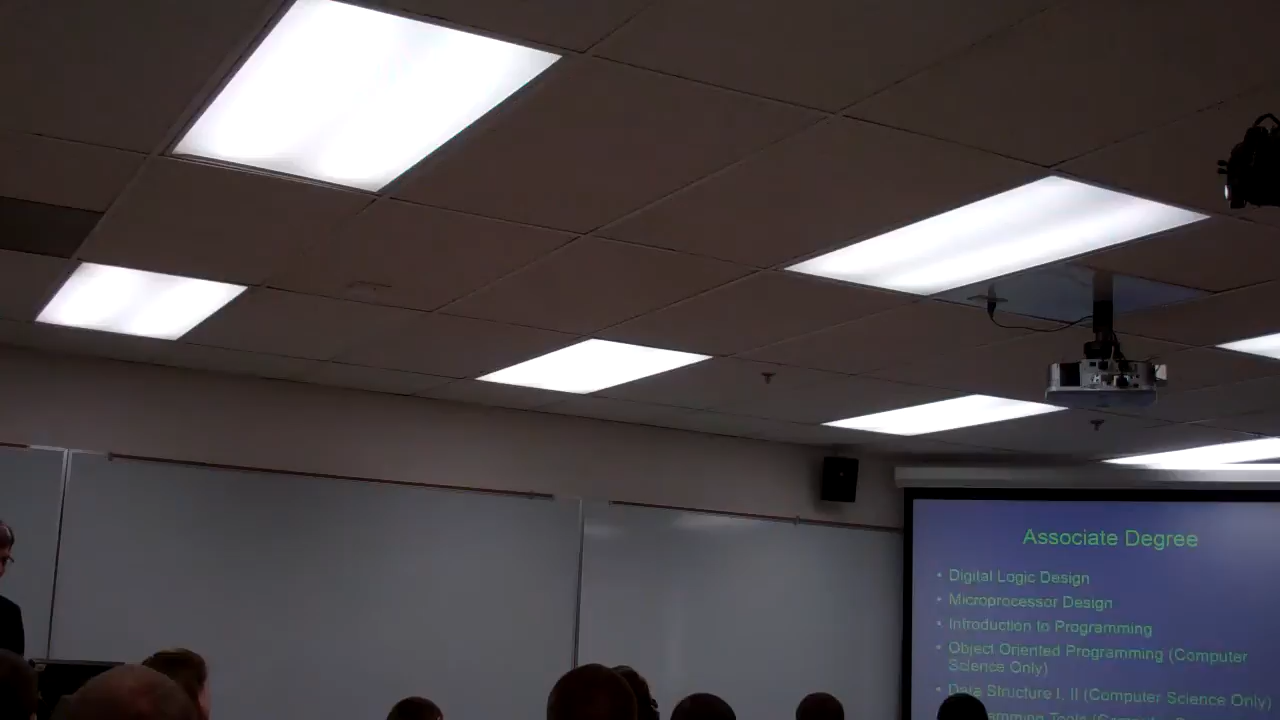 Associate Degree
• Digital Logic Design
• Microprocessor Design
• Introduction to Programming
• Object Oriented Programming (Computer
Science Only)
• Data Structure I, II (Computer Science Only)